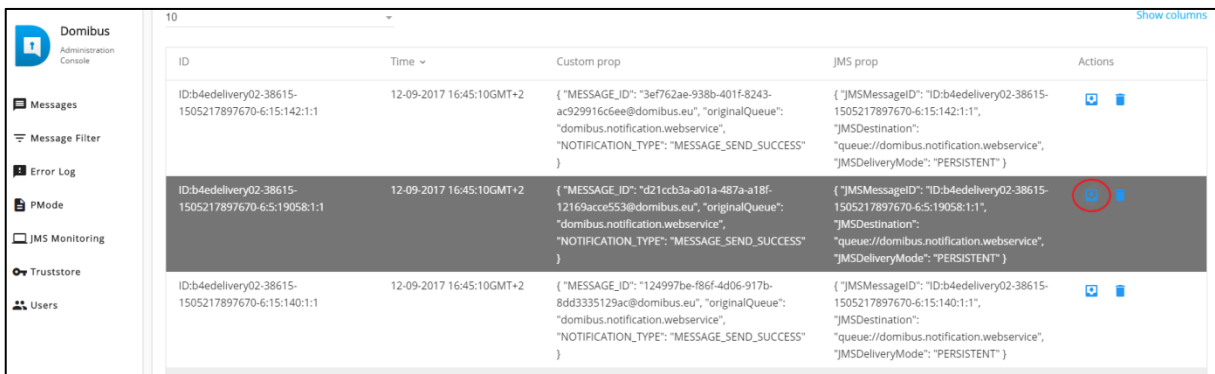 Domibus
Administration
Console
Messages
Message Filter
Error Log
PMode
JMS Monitoring
Truststore
Users
10
Show columns
ID
Time
Custom prop
JMS prop
Actions
ID:b4edelivery02-38615-
1505217897670-6:15:142:1:1
12-09-2017 16:45:10GMT+2
{ "MESSAGE_ID": "3ef762ae-938b-401f-8243-
ac929916c6ee@domibus.eu", "originalQueue":
"domibus.notification.webservice",
"NOTIFICATION_TYPE": "MESSAGE_SEND_SUCCESS"
}
{ "JMSMessageID": "ID:b4edelivery02-38615-
1505217897670-6:15:142:1:1",
"JMSDestination":
"queue://domibus.notification.webservice",
"JMSDeliveryMode": "PERSISTENT" }
ID:b4edelivery02-38615-
1505217897670-6:5:19058:1:1
12-09-2017 16:45:10GMT+2
{ "MESSAGE_ID": "d21ccb3a-a01a-487a-a18f-
12169acce553@domibus.eu", "originalQueue":
"domibus.notification.webservice",
"NOTIFICATION_TYPE": "MESSAGE_SEND_SUCCESS"
}
{ "JMSMessageID": "ID:b4edelivery02-38615-
1505217897670-6:5:19058:1:1",
"JMSDestination":
"queue://domibus.notification.webservice",
"JMSDeliveryMode": "PERSISTENT" }
ID:b4edelivery02-38615-
1505217897670-6:15:140:1:1
12-09-2017 16:45:10GMT+2
{ "MESSAGE_ID": "124997be-f86f-4d06-917b-
8dd3335129ac@domibus.eu", "originalQueue":
"domibus.notification.webservice",
"NOTIFICATION_TYPE": "MESSAGE_SEND_SUCCESS"
}
{ "JMSMessageID": "ID:b4edelivery02-38615-
1505217897670-6:15:140:1:1",
"JMSDestination":
"queue://domibus.notification.webservice",
"JMSDeliveryMode": "PERSISTENT" }